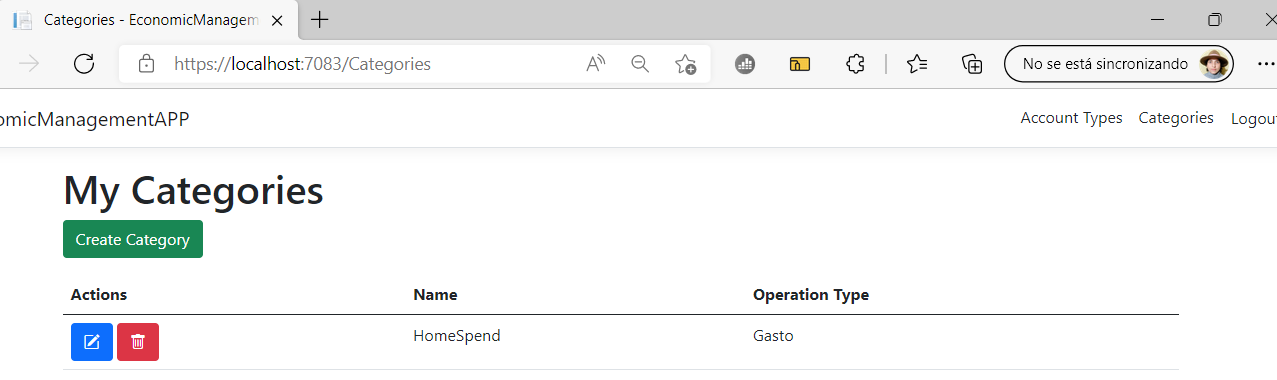 Categories - EconomicManagem
https://localhost:7083/Categories
No se está sincronizando
omicManagementAPP
Account Types
Categories
Logout
My Categories
Create Category
Actions Name Operation Type
HomeSpend Gasto